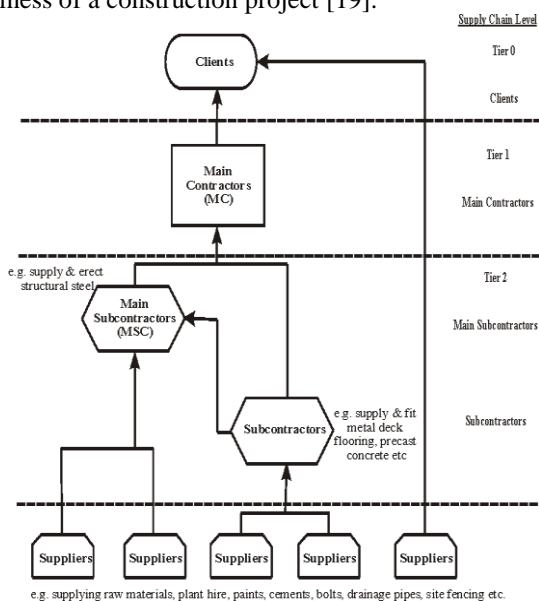 ness of a construction project [19].
Supply Chain Level
Tier 0
Clients
Clients
Tier 1
Main
Contractors
(MC)
Main Contractors
e.g. supply & erect
structural steel
Tier 2
Main
Subcontractors
(MSC)
Main Subcontractors
Subcontractors
e.g. supply & fit
metal deck
flooring, precast
concrete etc
Subcontractors
Suppliers
Suppliers
Suppliers
Suppliers
Suppliers
e.g. supplying raw materials, plant hire, paints, cements, bolts, drainage pipes, site fencing etc.